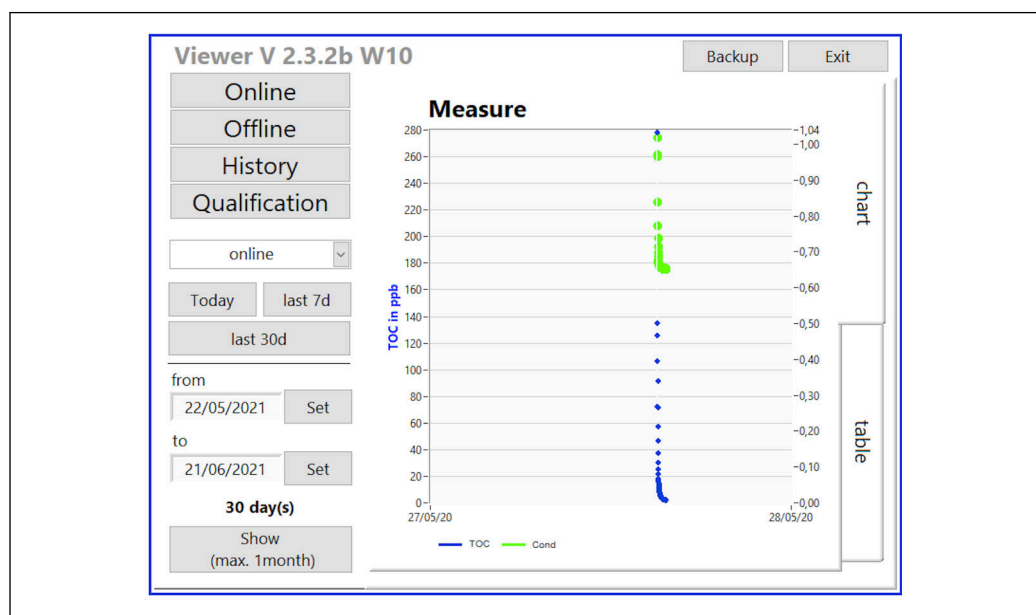 Viewer V 2.3.2b W10
Backup
Exit
Online
Offline
History
Qualification
online
Today
last 7d
last 30d
from
22/05/2021
Set
to
21/06/2021
Set
30 day(s)
Show
(max. 1month)
Measure
TOC in ppb
280
260
240
220
200
180
160
140
120
100
80
60
40
20
0
1,04
1,00
0,90
0,80
0,70
0,60
0,50
0,40
0,30
0,20
0,10
0,00
27/05/20
28/05/20
TOC
Cond
chart
table